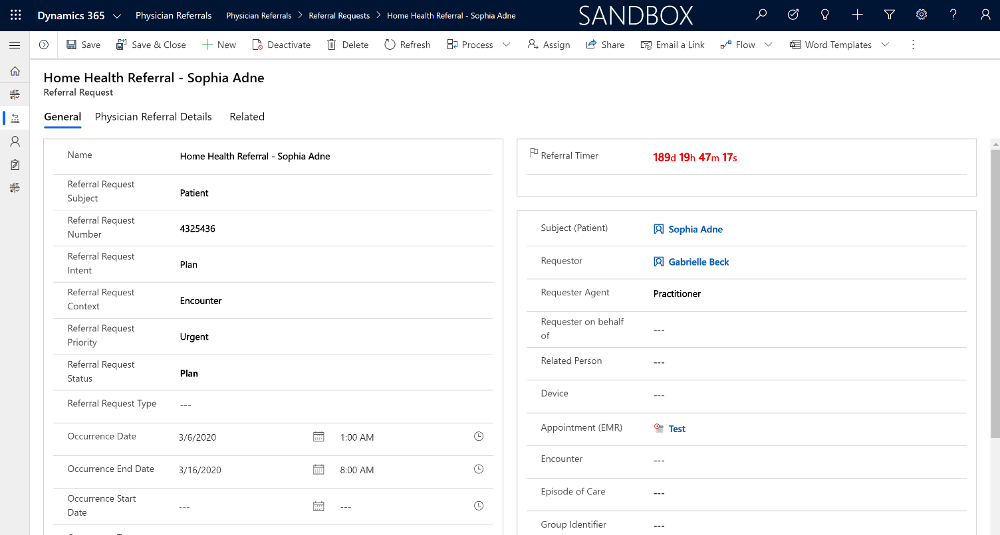 Dynamics 365
Physician Referrals
Physician Referrals
Referral Requests
Home Health Referral - Sophia Adne
SANDBOX
Save
Save & Close
New
Deactivate
Delete
Refresh
Process
Assign
Share
Email a Link
Flow
Word Templates
Home Health Referral - Sophia Adne
Referral Request
General
Physician Referral Details
Related
Name
Home Health Referral - Sophia Adne
Referral Request
Subject
Patient
Referral Request
Number
4325436
Referral Request
Intent
Plan
Referral Request
Context
Encounter
Referral Request
Priority
Urgent
Referral Request
Status
Plan
Referral Request Type
---
Occurrence Date
3/6/2020
1:00 AM
Occurrence End Date
3/16/2020
8:00 AM
Occurrence Start
Date
---
---
Referral Timer
189d 19h 47m 17s
Subject (Patient)
Sophia Adne
Requestor
Gabrielle Beck
Requester Agent
Practitioner
Requester on behalf
of
---
Related Person
---
Device
---
Appointment (EMR)
Test
Encounter
---
Episode of Care
---
Group Identifier
---